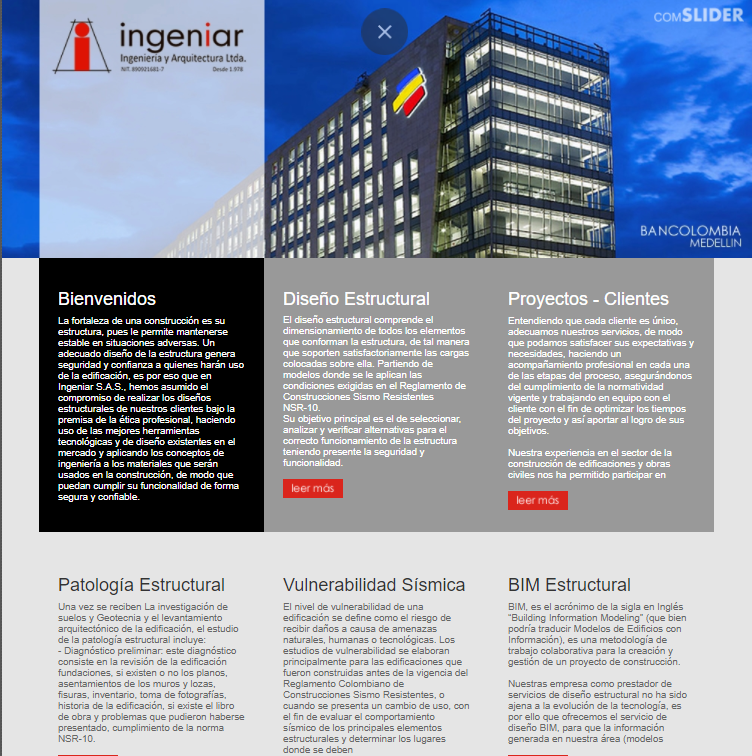 comSLIDER
ingeniar
Ingeniería y Arquitectura Ltda.
NIT: 890921681-7 Desde 1.978
BANCOLOMBIA
MEDELLIN
Bienvenidos
La fortaleza de una construcción es su
estructura, pues le permite mantenerse
estable en situaciones adversas. Un
adecuado diseño de la estructura genera
seguridad y confianza a quienes harán uso
de la edificación, es por eso que en
Ingeniar S.A.S., hemos asumido el
compromiso de realizar los diseños
estructurales de nuestros clientes bajo la
premisa de la ética profesional, haciendo
uso de las mejores herramientas
tecnológicas y de diseño existentes en el
mercado y aplicando los conceptos de
ingeniería a los materiales que serán
usados en la construcción, de modo que
puedan cumplir su funcionalidad de forma
segura y confiable.
Diseño Estructural
El diseño estructural comprende el
dimensionamiento de todos los elementos
que conforman la estructura, de tal manera
que soporten satisfactoriamente las cargas
colocadas sobre ella. Partiendo de
modelos donde se le aplican las
condiciones exigidas en el Reglamento de
Construcciones Sismo Resistentes
NSR-10.
Su objetivo principal es el de seleccionar,
analizar y verificar alternativas para el
correcto funcionamiento de la estructura
teniendo presente la seguridad y
funcionalidad.
leer más
Proyectos - Clientes
Entendiendo que cada cliente es único,
adecuamos nuestros servicios, de modo
que podamos satisfacer sus expectativas y
necesidades, haciendo un
acompañamiento profesional en cada una
de las etapas del proceso, asegurándonos
del cumplimiento de la normatividad
vigente y trabajando en equipo con el
cliente con el fin de optimizar los tiempos
del proyecto y así aportar al logro de sus
objetivos.
Nuestra experiencia en el sector de la
construcción de edificaciones y obras
civiles nos ha permitido participar en
leer más
Patología Estructural
Una vez se reciben La investigación de
suelos y Geotecnia y el levantamiento
arquitectónico de la edificación, el estudio
de la patología estructural incluye:
- Diagnóstico preliminar: este diagnóstico
consiste en la revisión de la edificación
fundaciones, si existen o no los planos,
asentamientos de los muros y lozas,
fisuras, inventario, toma de fotografías,
historia de la edificación, si existe el libro
de obra y problemas que pudieron haberse
presentado, cumplimiento de la norma
NSR-10.
Vulnerabilidad Sísmica
El nivel de vulnerabilidad de una
edificación se define como el riesgo de
recibir daños a causa de amenazas
naturales, humanas o tecnológicas. Los
estudios de vulnerabilidad se elaboran
principalmente para las edificaciones que
fueron construidas antes de la vigencia del
Reglamento Colombiano de
Construcciones Sismo Resistentes, o
cuando se presenta un cambio de uso, con
el fin de evaluar el comportamiento
sísmico de los principales elementos
estructurales y determinar los lugares
donde se deben
BIM Estructural
BIM, es el acrónimo de la sigla en Inglés
“Building Information Modeling” (que bien
podría traducir Modelos de Edificios con
Información), es una metodología de
trabajo colaborativa para la creación y
gestión de un proyecto de construcción.
Nuestras empresa como prestador de
servicios de diseño estructural no ha sido
ajena a la evolución de la tecnología, es
por ello que ofrecemos el servicio de
diseño BIM, para que la información
generada en nuestra área (modelos